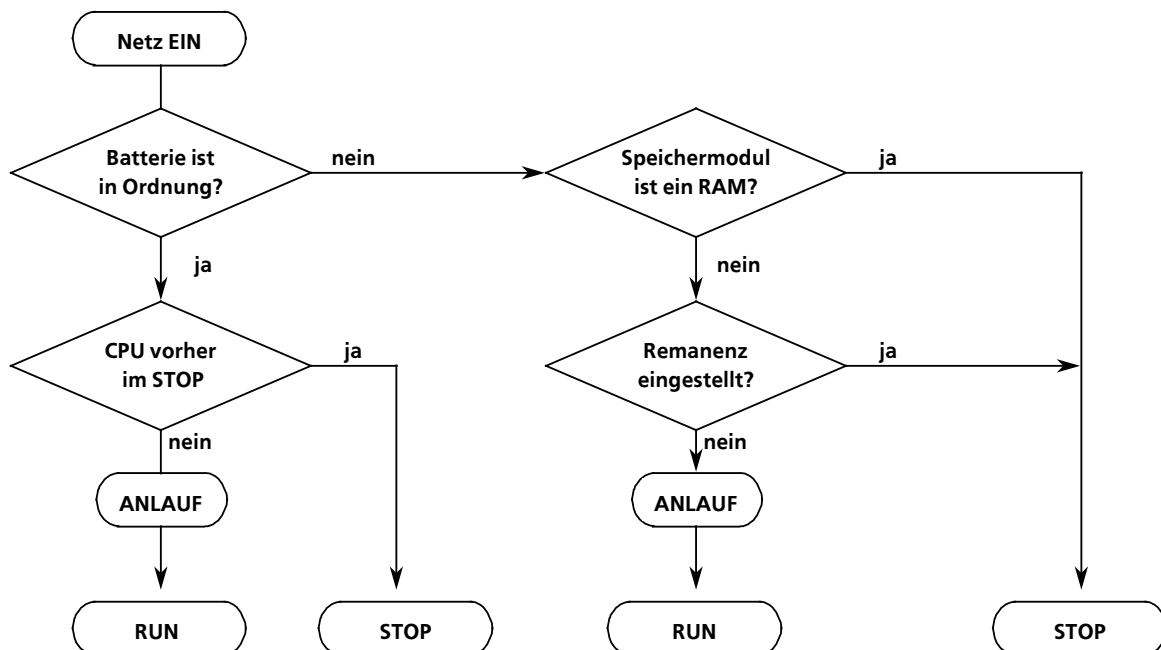 Netz EIN
Batterie ist
in Ordnung?
nein
Speichermodul
ist ein RAM?
ja
ja
nein
CPU vorher
im STOP
ja
Remanenz
eingestellt?
ja
nein
nein
ANLAUF
ANLAUF
RUN
STOP
RUN
STOP